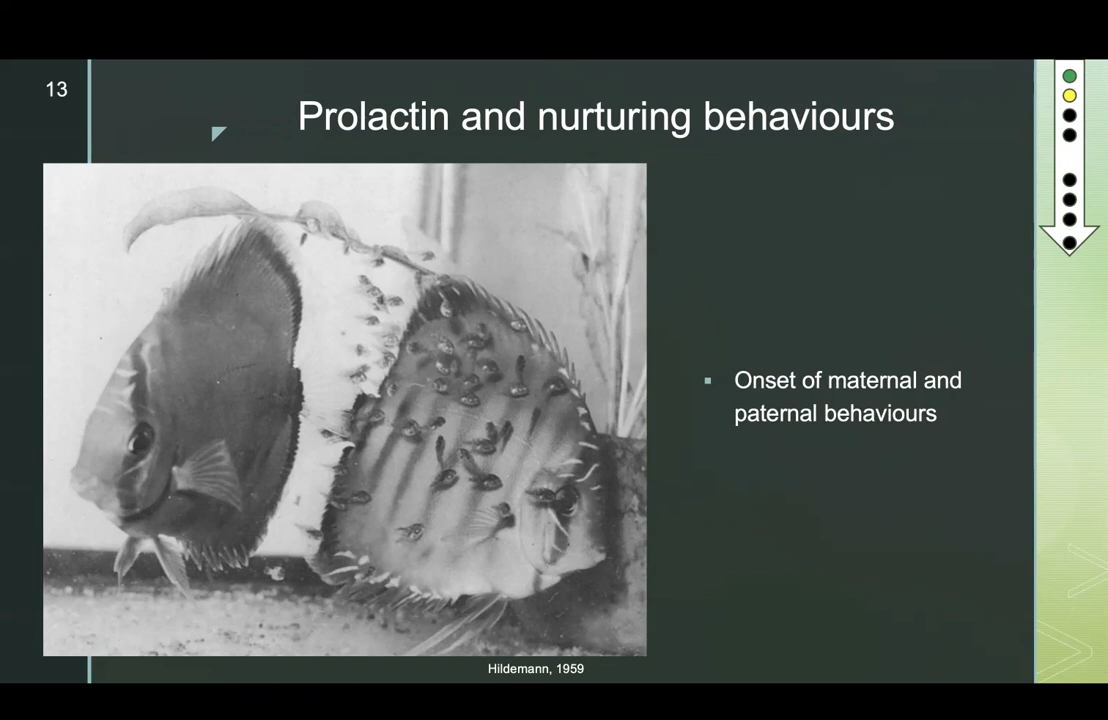 13
Prolactin and nurturing behaviours
Onset of maternal and
paternal behaviours
Hildemann, 1959